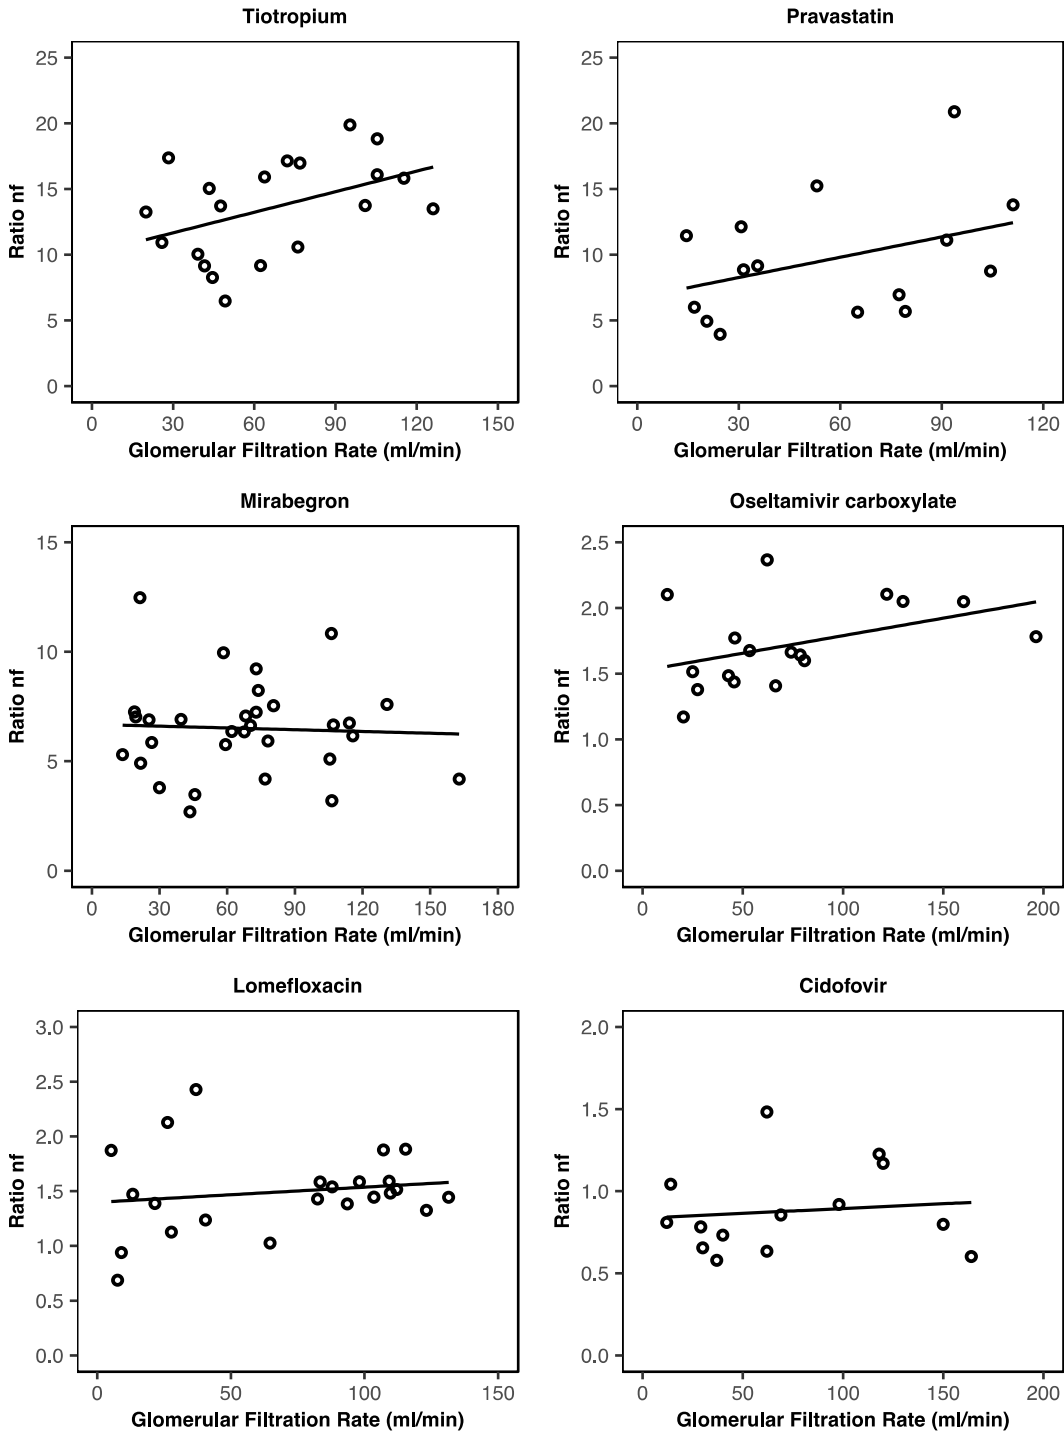 Tiotropium
25
20
15
10
5
0
Ratio nf
0 30 60 90 120 150
Glomerular Filtration Rate (ml/min)
Pravastatin
25
20
15
10
5
0
Ratio nf
0 30 60 90 120
Glomerular Filtration Rate (ml/min)
Mirabegron
15
10
5
0
Ratio nf
0 30 60 90 120 150 180
Glomerular Filtration Rate (ml/min)
Oseltamivir carboxylate
2.5
2.0
1.5
1.0
0.5
0.0
Ratio nf
0 50 100 150 200
Glomerular Filtration Rate (ml/min)
Lomefloxacin
3.0
2.5
2.0
1.5
1.0
0.5
0.0
Ratio nf
0 50 100 150
Glomerular Filtration Rate (ml/min)
Cidofovir
2.0
1.5
1.0
0.5
0.0
Ratio nf
0 50 100 150 200
Glomerular Filtration Rate (ml/min)